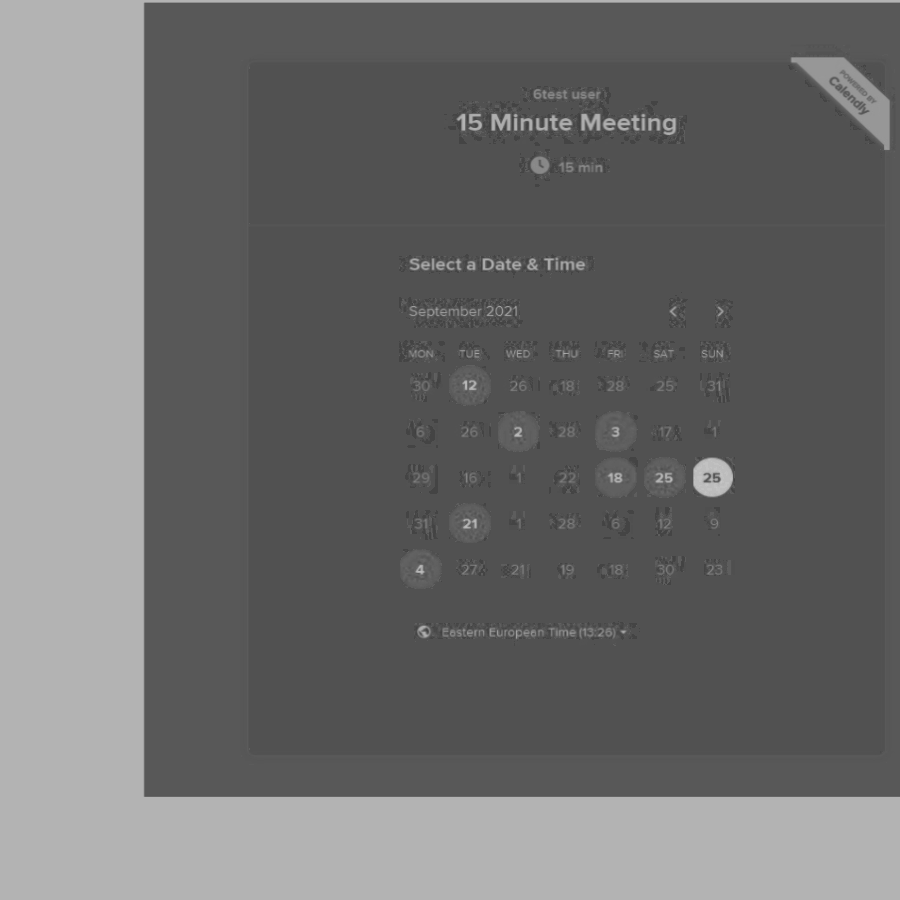 POWERED BY
Calendly
6test user
15 Minute Meeting
15 min
Select a Date & Time
September 2021
MON TUE WED THU FRI SAT SUN
30 12 26 18 28 25 31
6 26 2 28 3 17 1
29 16 1 22 18 25 25
31 21 1 28 6 12 9
4 27 21 19 18 30 23
Eastern European Time (13:26)